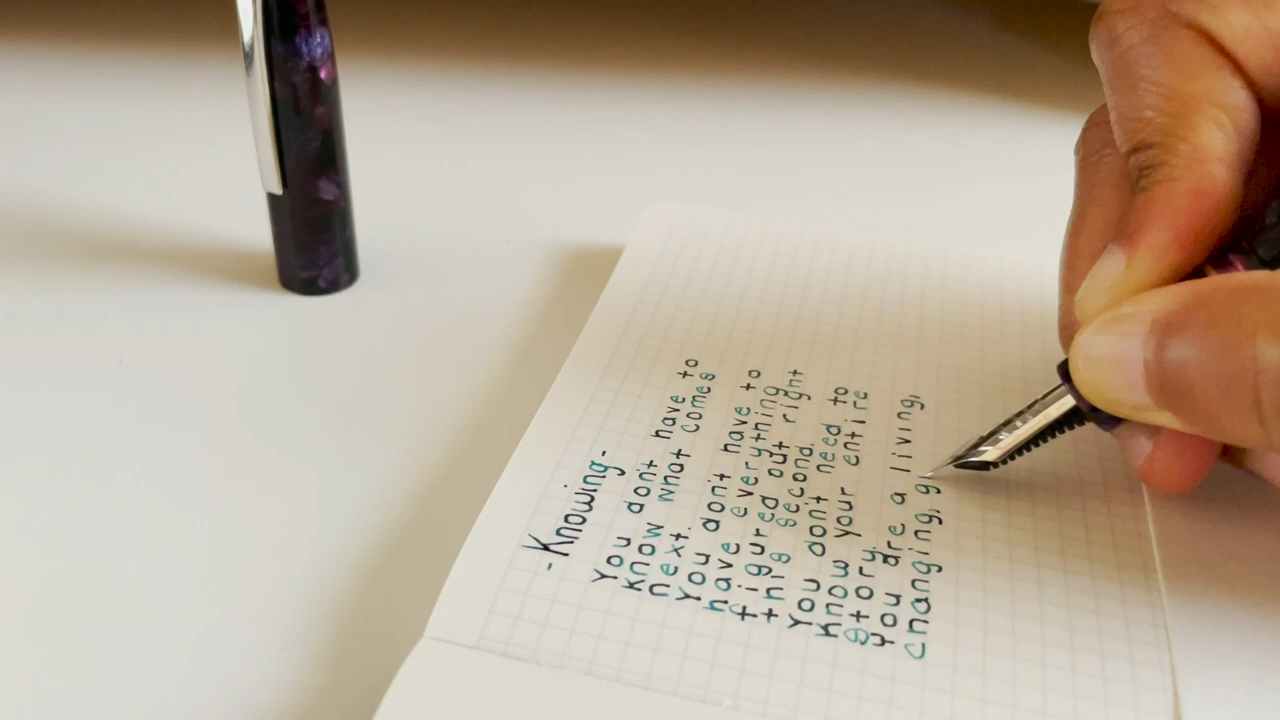 -Knowing-
You don't have to
know what comes
next.
You don't have to
have everything
figured out right
this second.
You don't need to
know your entire
story.
You are a living,
changing, g